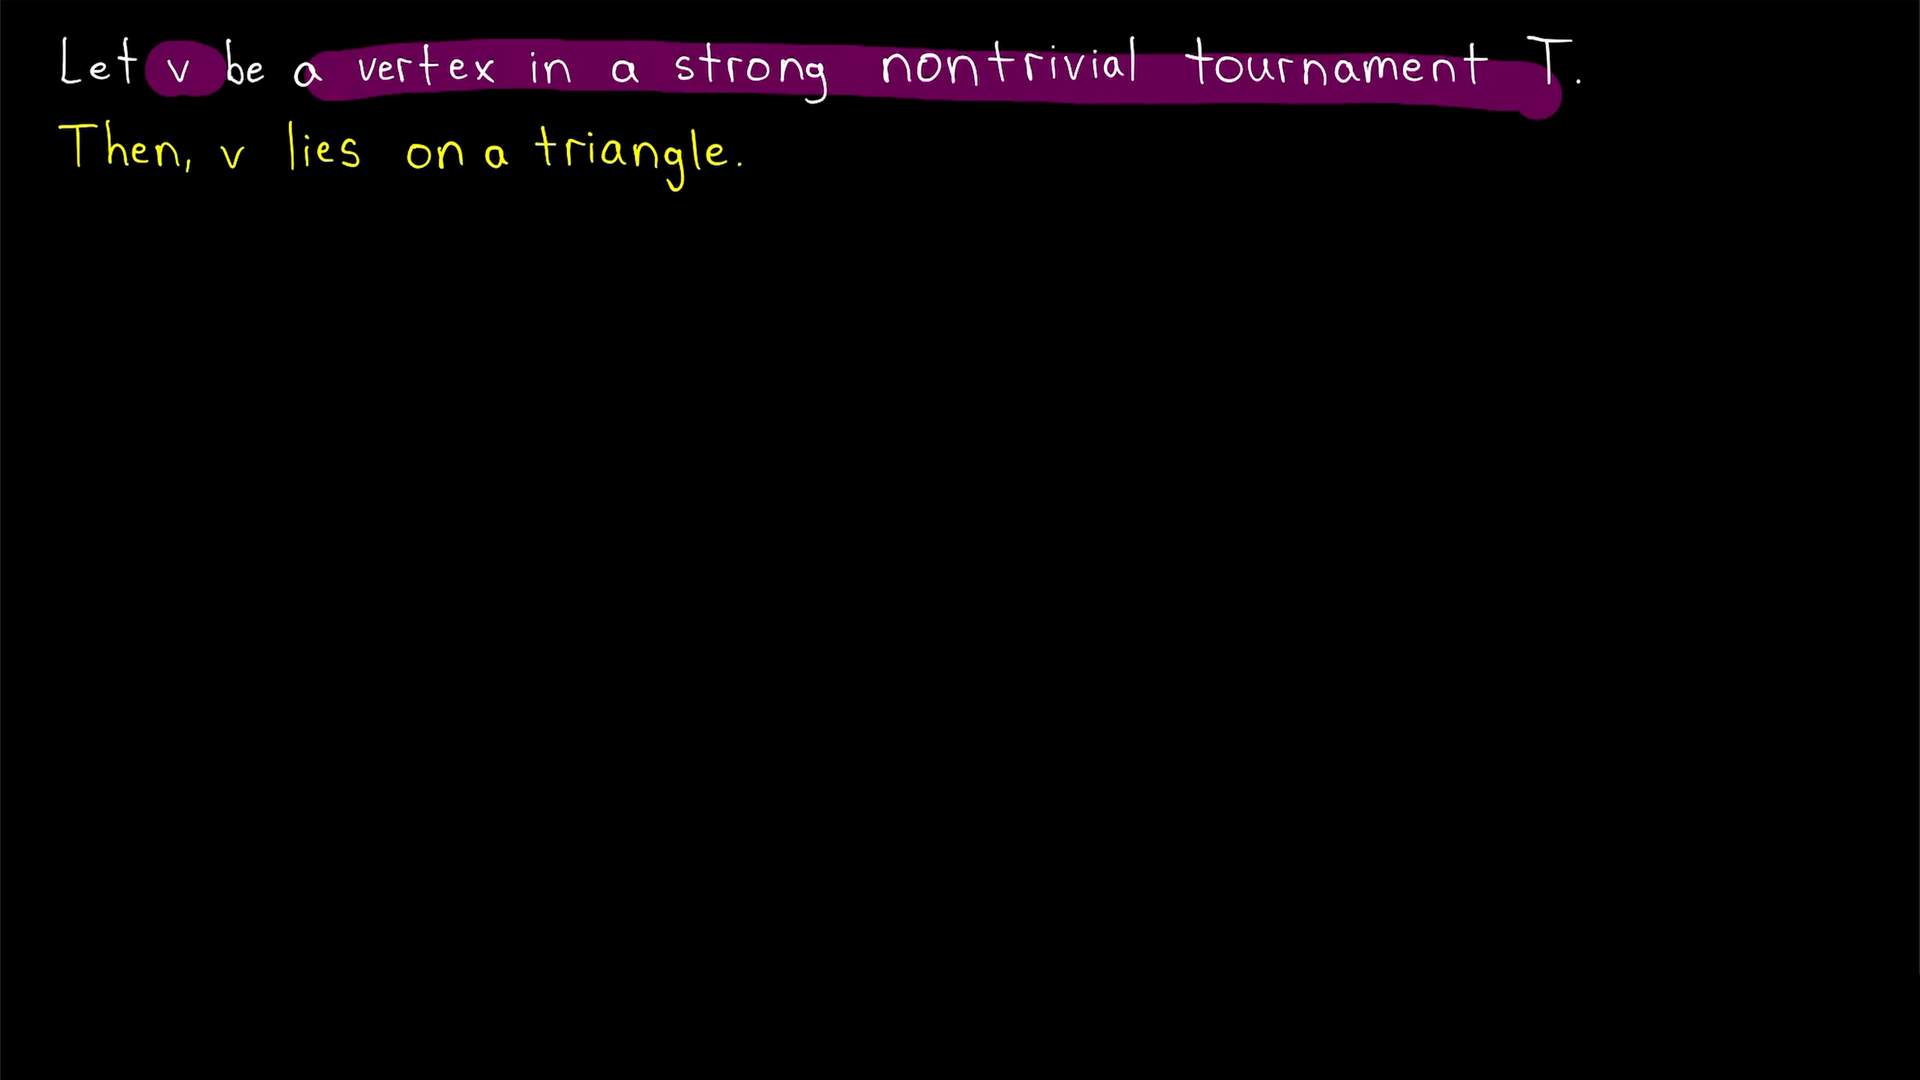 Let v be a vertex in a strong nontrivial tournament T.
Then, v lies on a triangle.